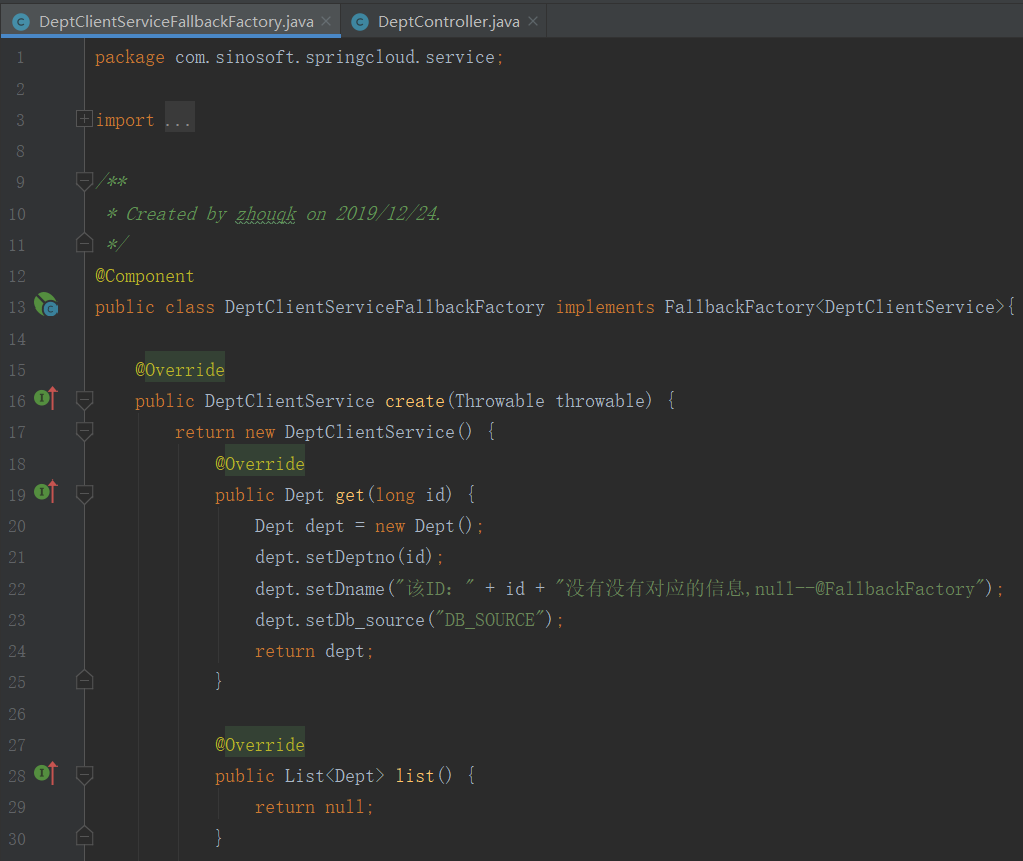 DeptClientServiceFallbackFactory.java DeptController.java
1 package com.sinosoft.springcloud.service;
2
3 import ...
8
9 /**
10 * Created by zhouqk on 2019/12/24.
11 */
12 @Component
13 public class DeptClientServiceFallbackFactory implements FallbackFactory<DeptClientService>{
14
15 @Override
16 public DeptClientService create(Throwable throwable) {
17 return new DeptClientService() {
18 @Override
19 public Dept get(long id) {
20 Dept dept = new Dept();
21 dept.setDeptno(id);
22 dept.setDname("该ID：" + id + "没有没有对应的信息,null--@FallbackFactory");
23 dept.setDb_source("DB_SOURCE");
24 return dept;
25 }
26
27 @Override
28 public List<Dept> list() {
29 return null;
30 }